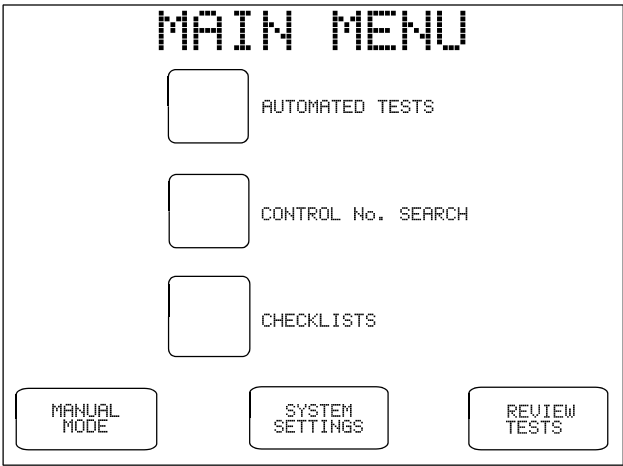 MAIN MENU
AUTOMATED TESTS
CONTROL No. SEARCH
CHECKLISTS
MANUAL
MODE
SYSTEM
SETTINGS
REVIEW
TESTS